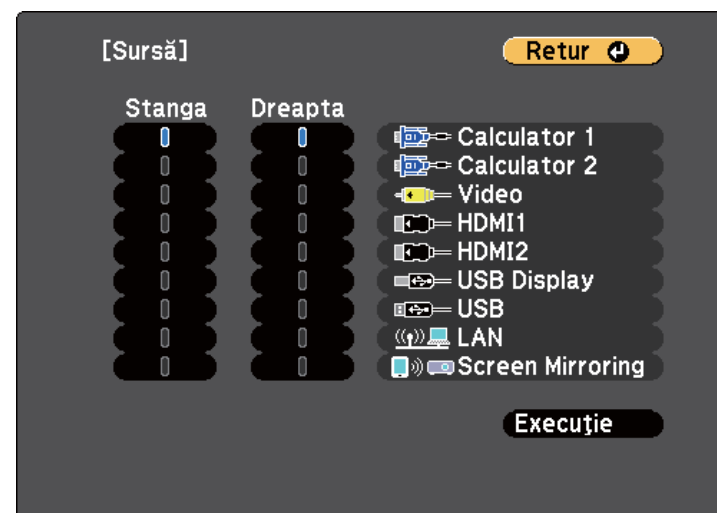 [Sursă] Retur
Stanga Dreapta
Calculator 1
Calculator 2
Video
HDMI1
HDMI2
USB Display
USB
LAN
Screen Mirroring
Execuţie